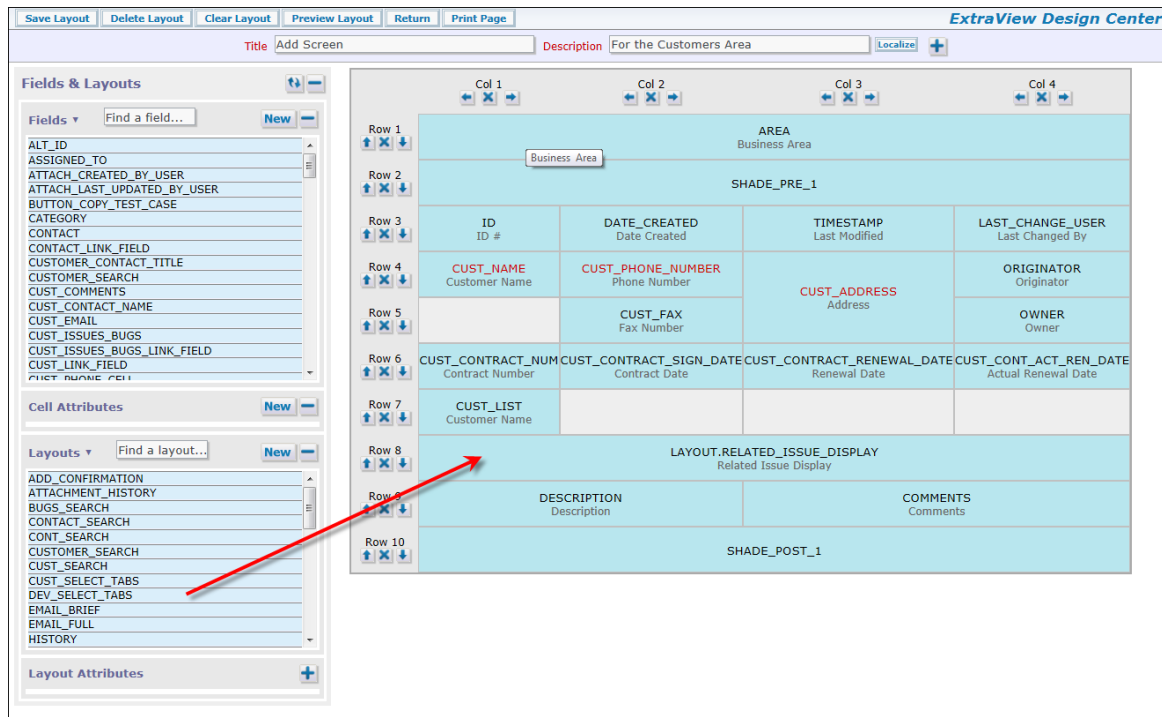 Save Layout Delete Layout Clear Layout Preview Layout Return Print Page ExtraView Design Center
Title Add Screen Description For the Customers Area Localize
Fields & Layouts
Fields Find a field... New
ALT_ID
ASSIGNED_TO
ATTACH_CREATED_BY_USER
ATTACH_LAST_UPDATED_BY_USER
BUTTON_COPY_TEST_CASE
CATEGORY
CONTACT
CONTACT_LINK_FIELD
CUSTOMER_CONTACT_TITLE
CUSTOMER_SEARCH
CUST_COMMENTS
CUST_CONTACT_NAME
CUST_EMAIL
CUST_ISSUES_BUGS
CUST_ISSUES_BUGS_LINK_FIELD
CUST_LINK_FIELD
CUST_PHONE_CELL
Cell Attributes New
Layouts Find a layout... New
ADD_CONFIRMATION
ATTACHMENT_HISTORY
BUGS_SEARCH
CONTACT_SEARCH
CONT_SEARCH
CUSTOMER_SEARCH
CUST_SEARCH
CUST_SELECT_TABS
DEV_SELECT_TABS
EMAIL_BRIEF
EMAIL_FULL
HISTORY
Layout Attributes
Col 1 Col 2 Col 3 Col 4
Row 1 AREA
Business Area
Business Area
Row 2 SHADE_PRE_1
Row 3 ID DATE_CREATED TIMESTAMP LAST_CHANGE_USER
ID # Date Created Last Modified Last Changed By
Row 4 CUST_NAME CUST_PHONE_NUMBER ORIGINATOR
Customer Name Phone Number Originator
CUST_ADDRESS
Address
Row 5 CUST_FAX OWNER
Fax Number Owner
Row 6 CUST_CONTRACT_NUM CUST_CONTRACT_SIGN_DATE CUST_CONTRACT_RENEWAL_DATE CUST_CONT_ACT_REN_DATE
Contract Number Contract Date Renewal Date Actual Renewal Date
Row 7 CUST_LIST
Customer Name
Row 8 LAYOUT.RELATED_ISSUE_DISPLAY
Related Issue Display
Row 9 DESCRIPTION COMMENTS
Description Comments
Row 10 SHADE_POST_1